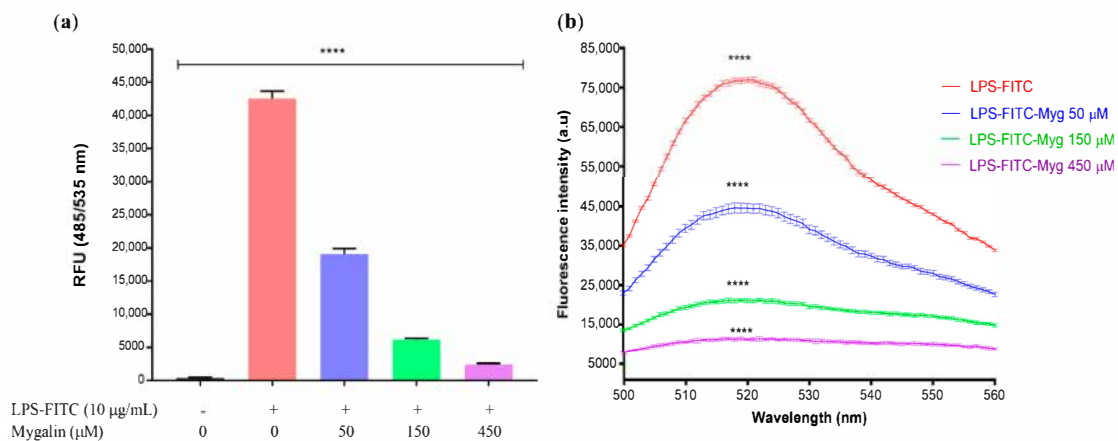 (a)
50,000
45,000
40,000
35,000
30,000
25,000
20,000
15,000
10,000
5000
0
RFU (485/535 nm)
****
LPS-FITC (10 µg/mL) - + + + +
Mygalin (µM) 0 0 50 150 450
(b)
85,000
75,000
65,000
55,000
45,000
35,000
25,000
15,000
5000
Fluorescence intensity (a.u)
****
****
****
****
500 510 520 530 540 550 560
Wavelength (nm)
LPS-FITC
LPS-FITC-Myg 50 µM
LPS-FITC-Myg 150 µM
LPS-FITC-Myg 450 µM